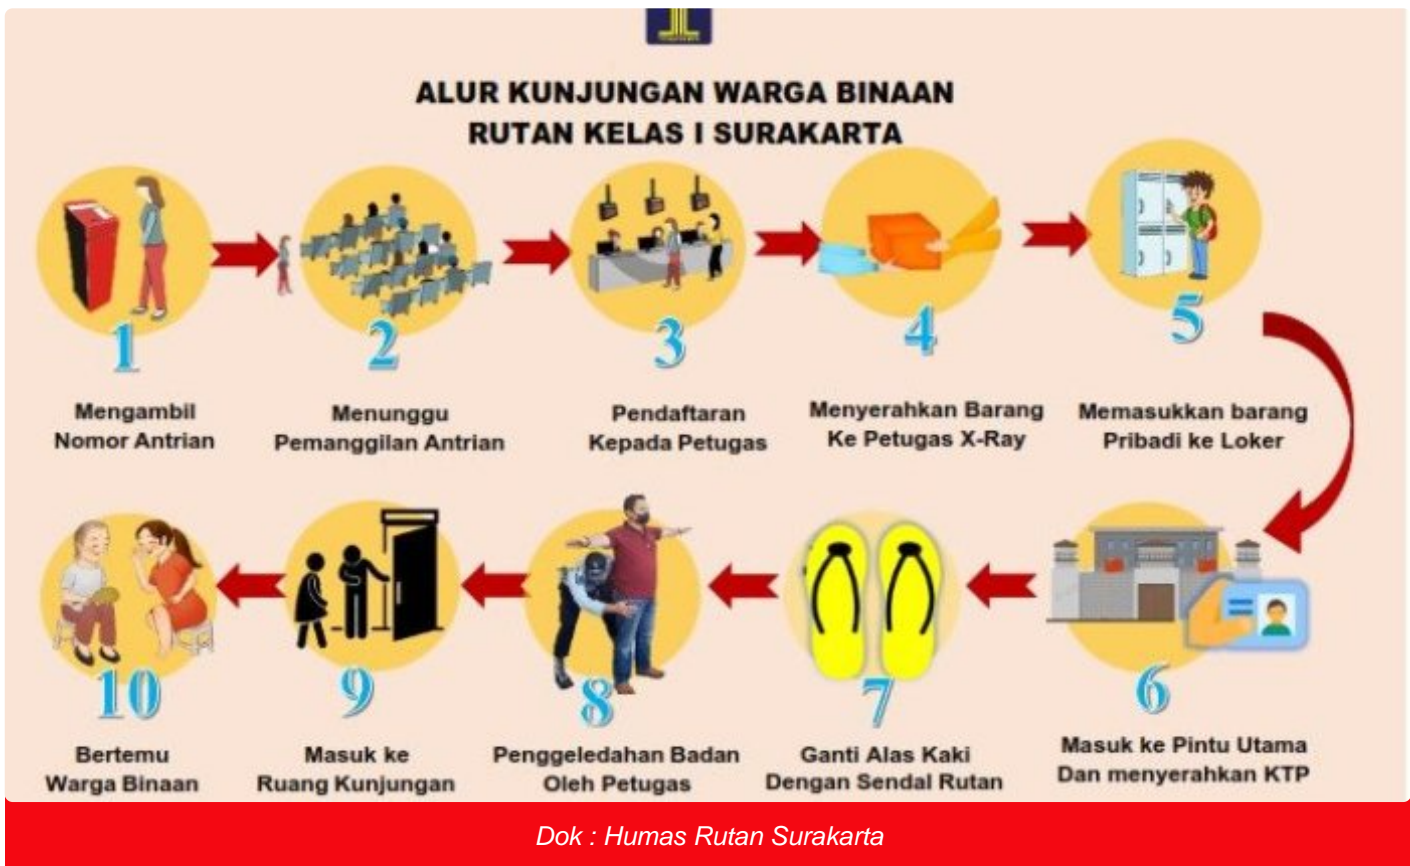 ALUR KUNJUNGAN WARGA BINAAN
RUTAN KELAS I SURAKARTA
1
Mengambil
Nomor Antrian
2
Menunggu
Pemanggilan Antrian
3
Pendaftaran
Kepada Petugas
4
Menyerahkan Barang
Ke Petugas X-Ray
5
Memasukkan barang
Pribadi ke Loker
6
Masuk ke Pintu Utama
Dan menyerahkan KTP
7
Ganti Alas Kaki
Dengan Sendal Rutan
8
Penggeledahan Badan
Oleh Petugas
9
Masuk ke
Ruang Kunjungan
10
Bertemu
Warga Binaan
Dok : Humas Rutan Surakarta